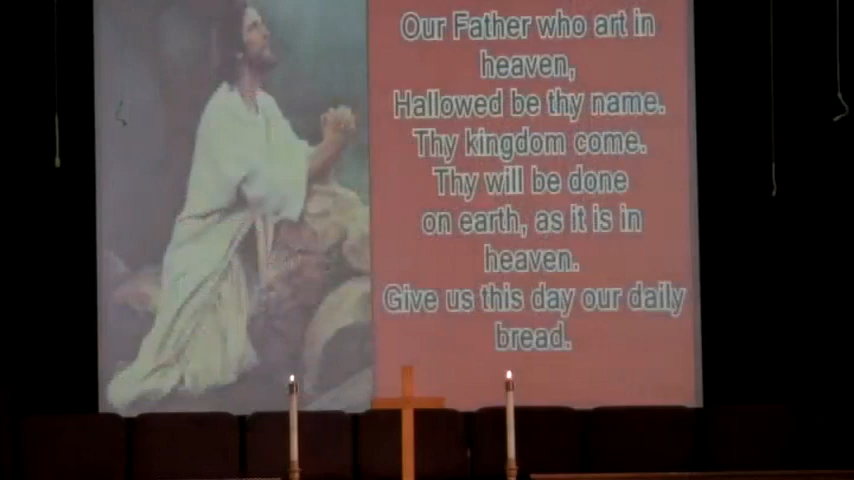 Our Father who art in
heaven,
Hallowed be thy name.
Thy kingdom come.
Thy will be done
on earth, as it is in
heaven.
Give us this day our daily
bread.